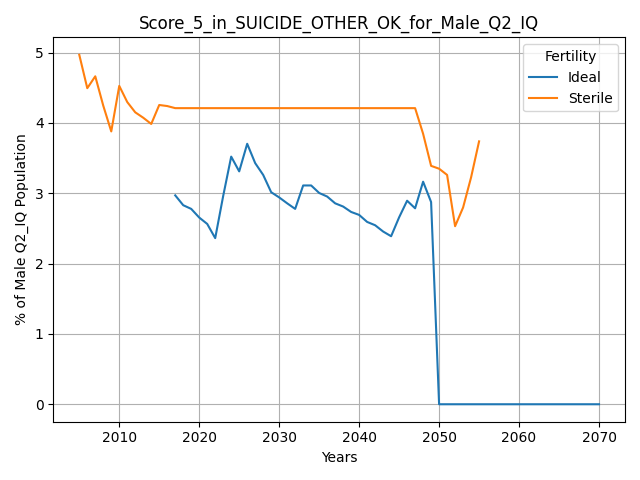 Score_5_in_SUICIDE_OTHER_OK_for_Male_Q2_IQ
Fertility
Ideal
Sterile
% of Male Q2_IQ Population
5
4
3
2
1
0
2010 2020 2030 2040 2050 2060 2070
Years